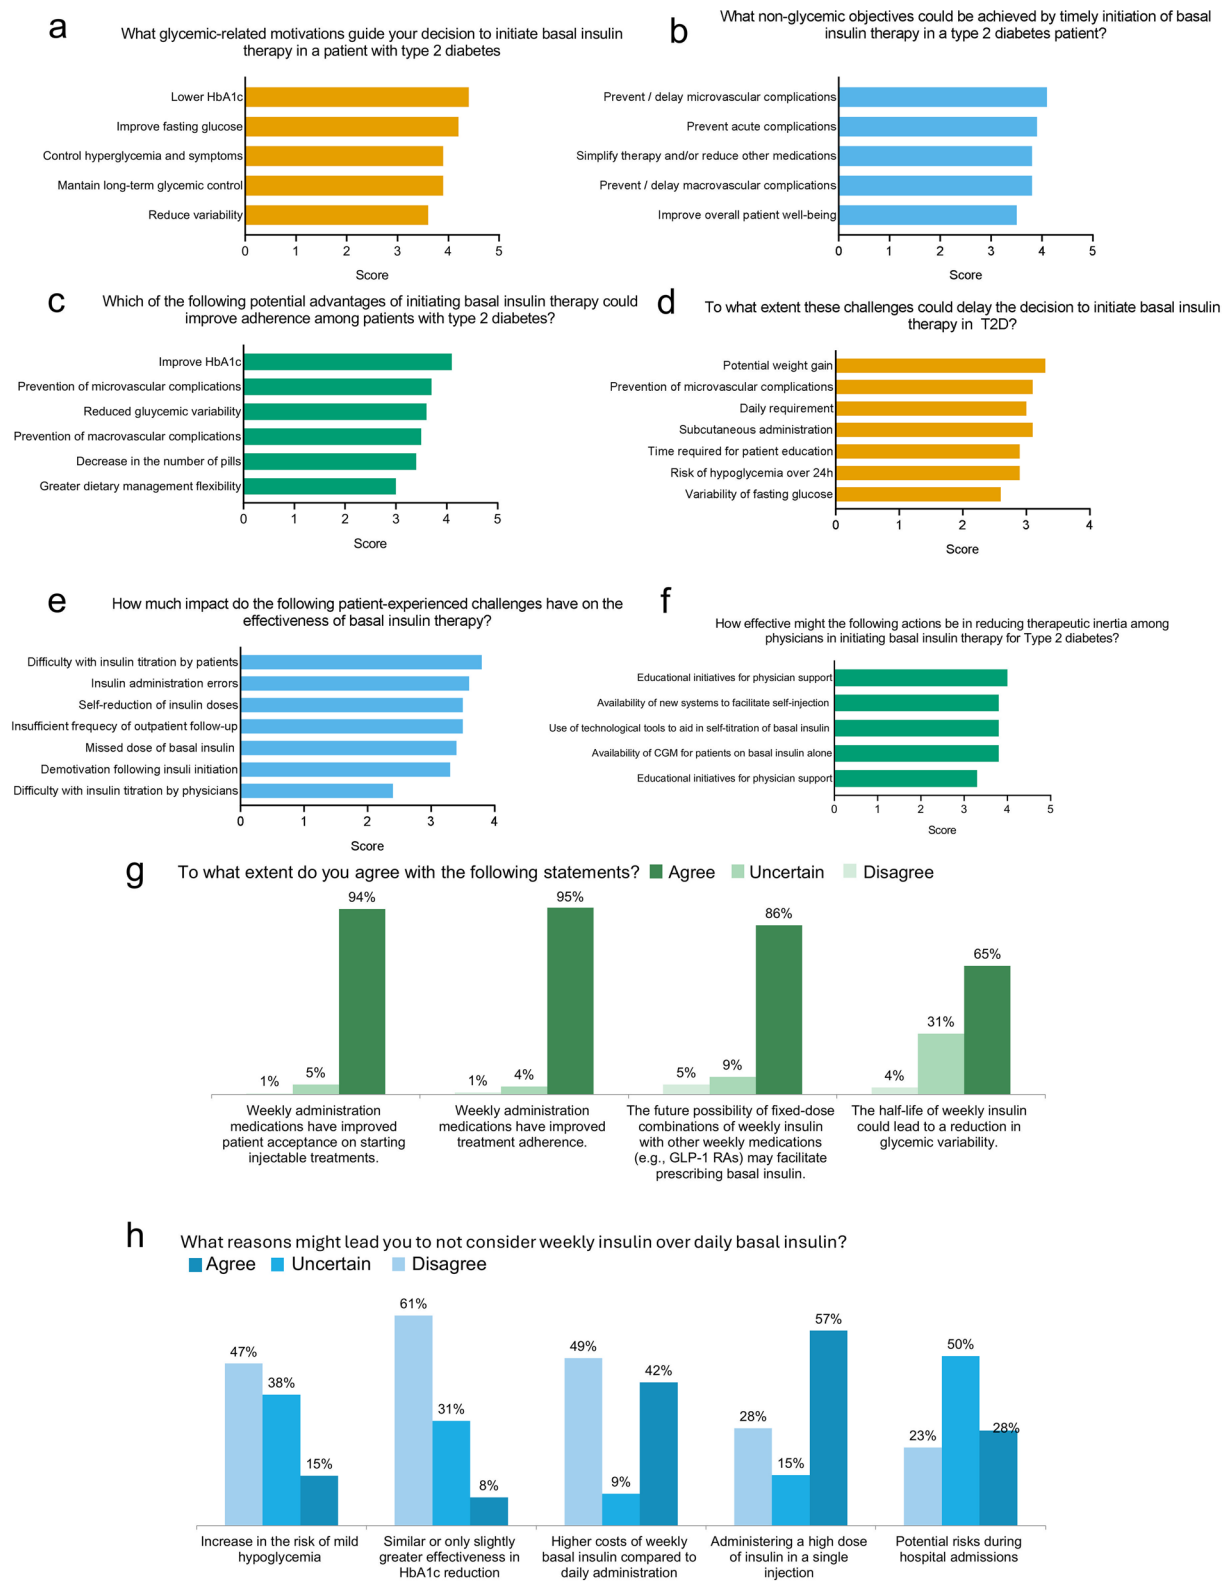 a
What glycemic-related motivations guide your decision to initiate basal insulin
therapy in a patient with type 2 diabetes
Lower HbA1c
Improve fasting glucose
Control hyperglycemia and symptoms
Mantain long-term glycemic control
Reduce variability
0 1 2 3 4 5
Score
b
What non-glycemic objectives could be achieved by timely initiation of basal
insulin therapy in a type 2 diabetes patient?
Prevent / delay microvascular complications
Prevent acute complications
Simplify therapy and/or reduce other medications
Prevent / delay macrovascular complications
Improve overall patient well-being
0 1 2 3 4 5
Score
c
Which of the following potential advantages of initiating basal insulin therapy could
improve adherence among patients with type 2 diabetes?
Improve HbA1c
Prevention of microvascular complications
Reduced gluycemic variability
Prevention of macrovascular complications
Decrease in the number of pills
Greater dietary management flexibility
0 1 2 3 4 5
Score
d
To what extent these challenges could delay the decision to initiate basal insulin
therapy in T2D?
Potential weight gain
Prevention of microvascular complications
Daily requirement
Subcutaneous administration
Time required for patient education
Risk of hypoglycemia over 24h
Variability of fasting glucose
0 1 2 3 4
Score
e
How much impact do the following patient-experienced challenges have on the
effectiveness of basal insulin therapy?
Difficulty with insulin titration by patients
Insulin administration errors
Self-reduction of insulin doses
Insufficient frequecy of outpatient follow-up
Missed dose of basal insulin
Demotivation following insuli initiation
Difficulty with insulin titration by physicians
0 1 2 3 4
Score
f
How effective might the following actions be in reducing therapeutic inertia among
physicians in initiating basal insulin therapy for Type 2 diabetes?
Educational initiatives for physician support
Availability of new systems to facilitate self-injection
Use of technological tools to aid in self-titration of basal insulin
Availability of CGM for patients on basal insulin alone
Educational initiatives for physician support
0 1 2 3 4 5
Score
g
To what extent do you agree with the following statements? Agree Uncertain Disagree
1% 5% 94%
1% 4% 95%
5% 9% 86%
4% 31% 65%
Weekly administration
medications have improved
patient acceptance on starting
injectable treatments.
Weekly administration
medications have improved
treatment adherence.
The future possibility of fixed-dose
combinations of weekly insulin
with other weekly medications
(e.g., GLP-1 RAs) may facilitate
prescribing basal insulin.
The half-life of weekly insulin
could lead to a reduction in
glycemic variability.
h
What reasons might lead you to not consider weekly insulin over daily basal insulin?
Agree Uncertain Disagree
47% 38% 15%
61% 31% 8%
49% 9% 42%
28% 15% 57%
23% 50% 28%
Increase in the risk of mild
hypoglycemia
Similar or only slightly
greater effectiveness in
HbA1c reduction
Higher costs of weekly
basal insulin compared to
daily administration
Administering a high dose
of insulin in a single
injection
Potential risks during
hospital admissions